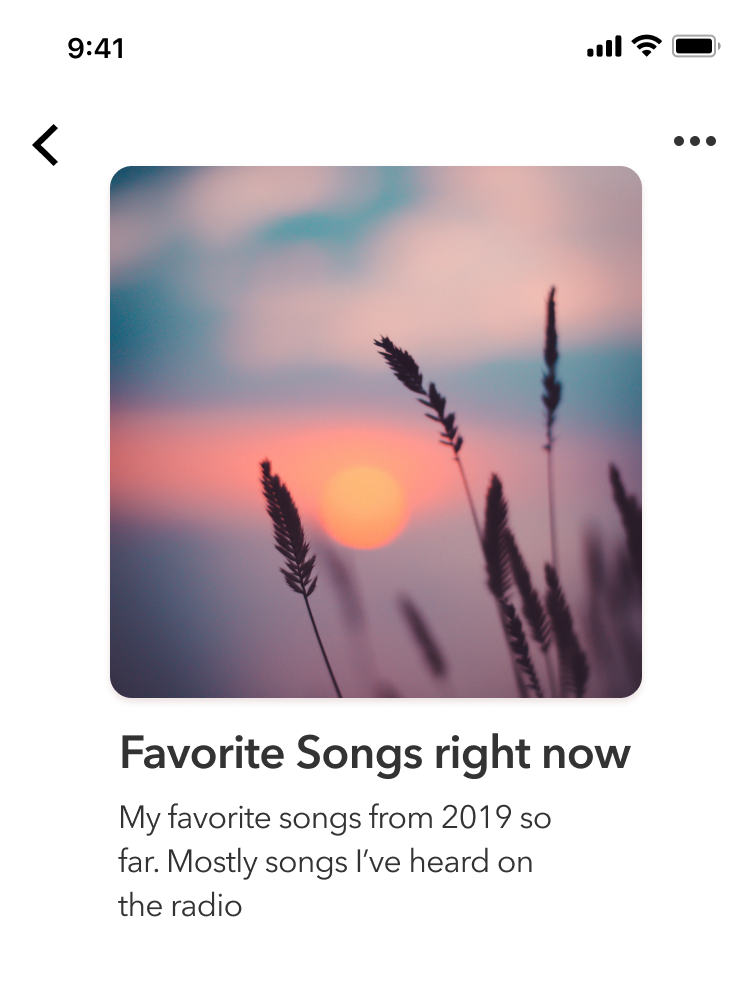 9:41
Favorite Songs right now
My favorite songs from 2019 so
far. Mostly songs I’ve heard on
the radio